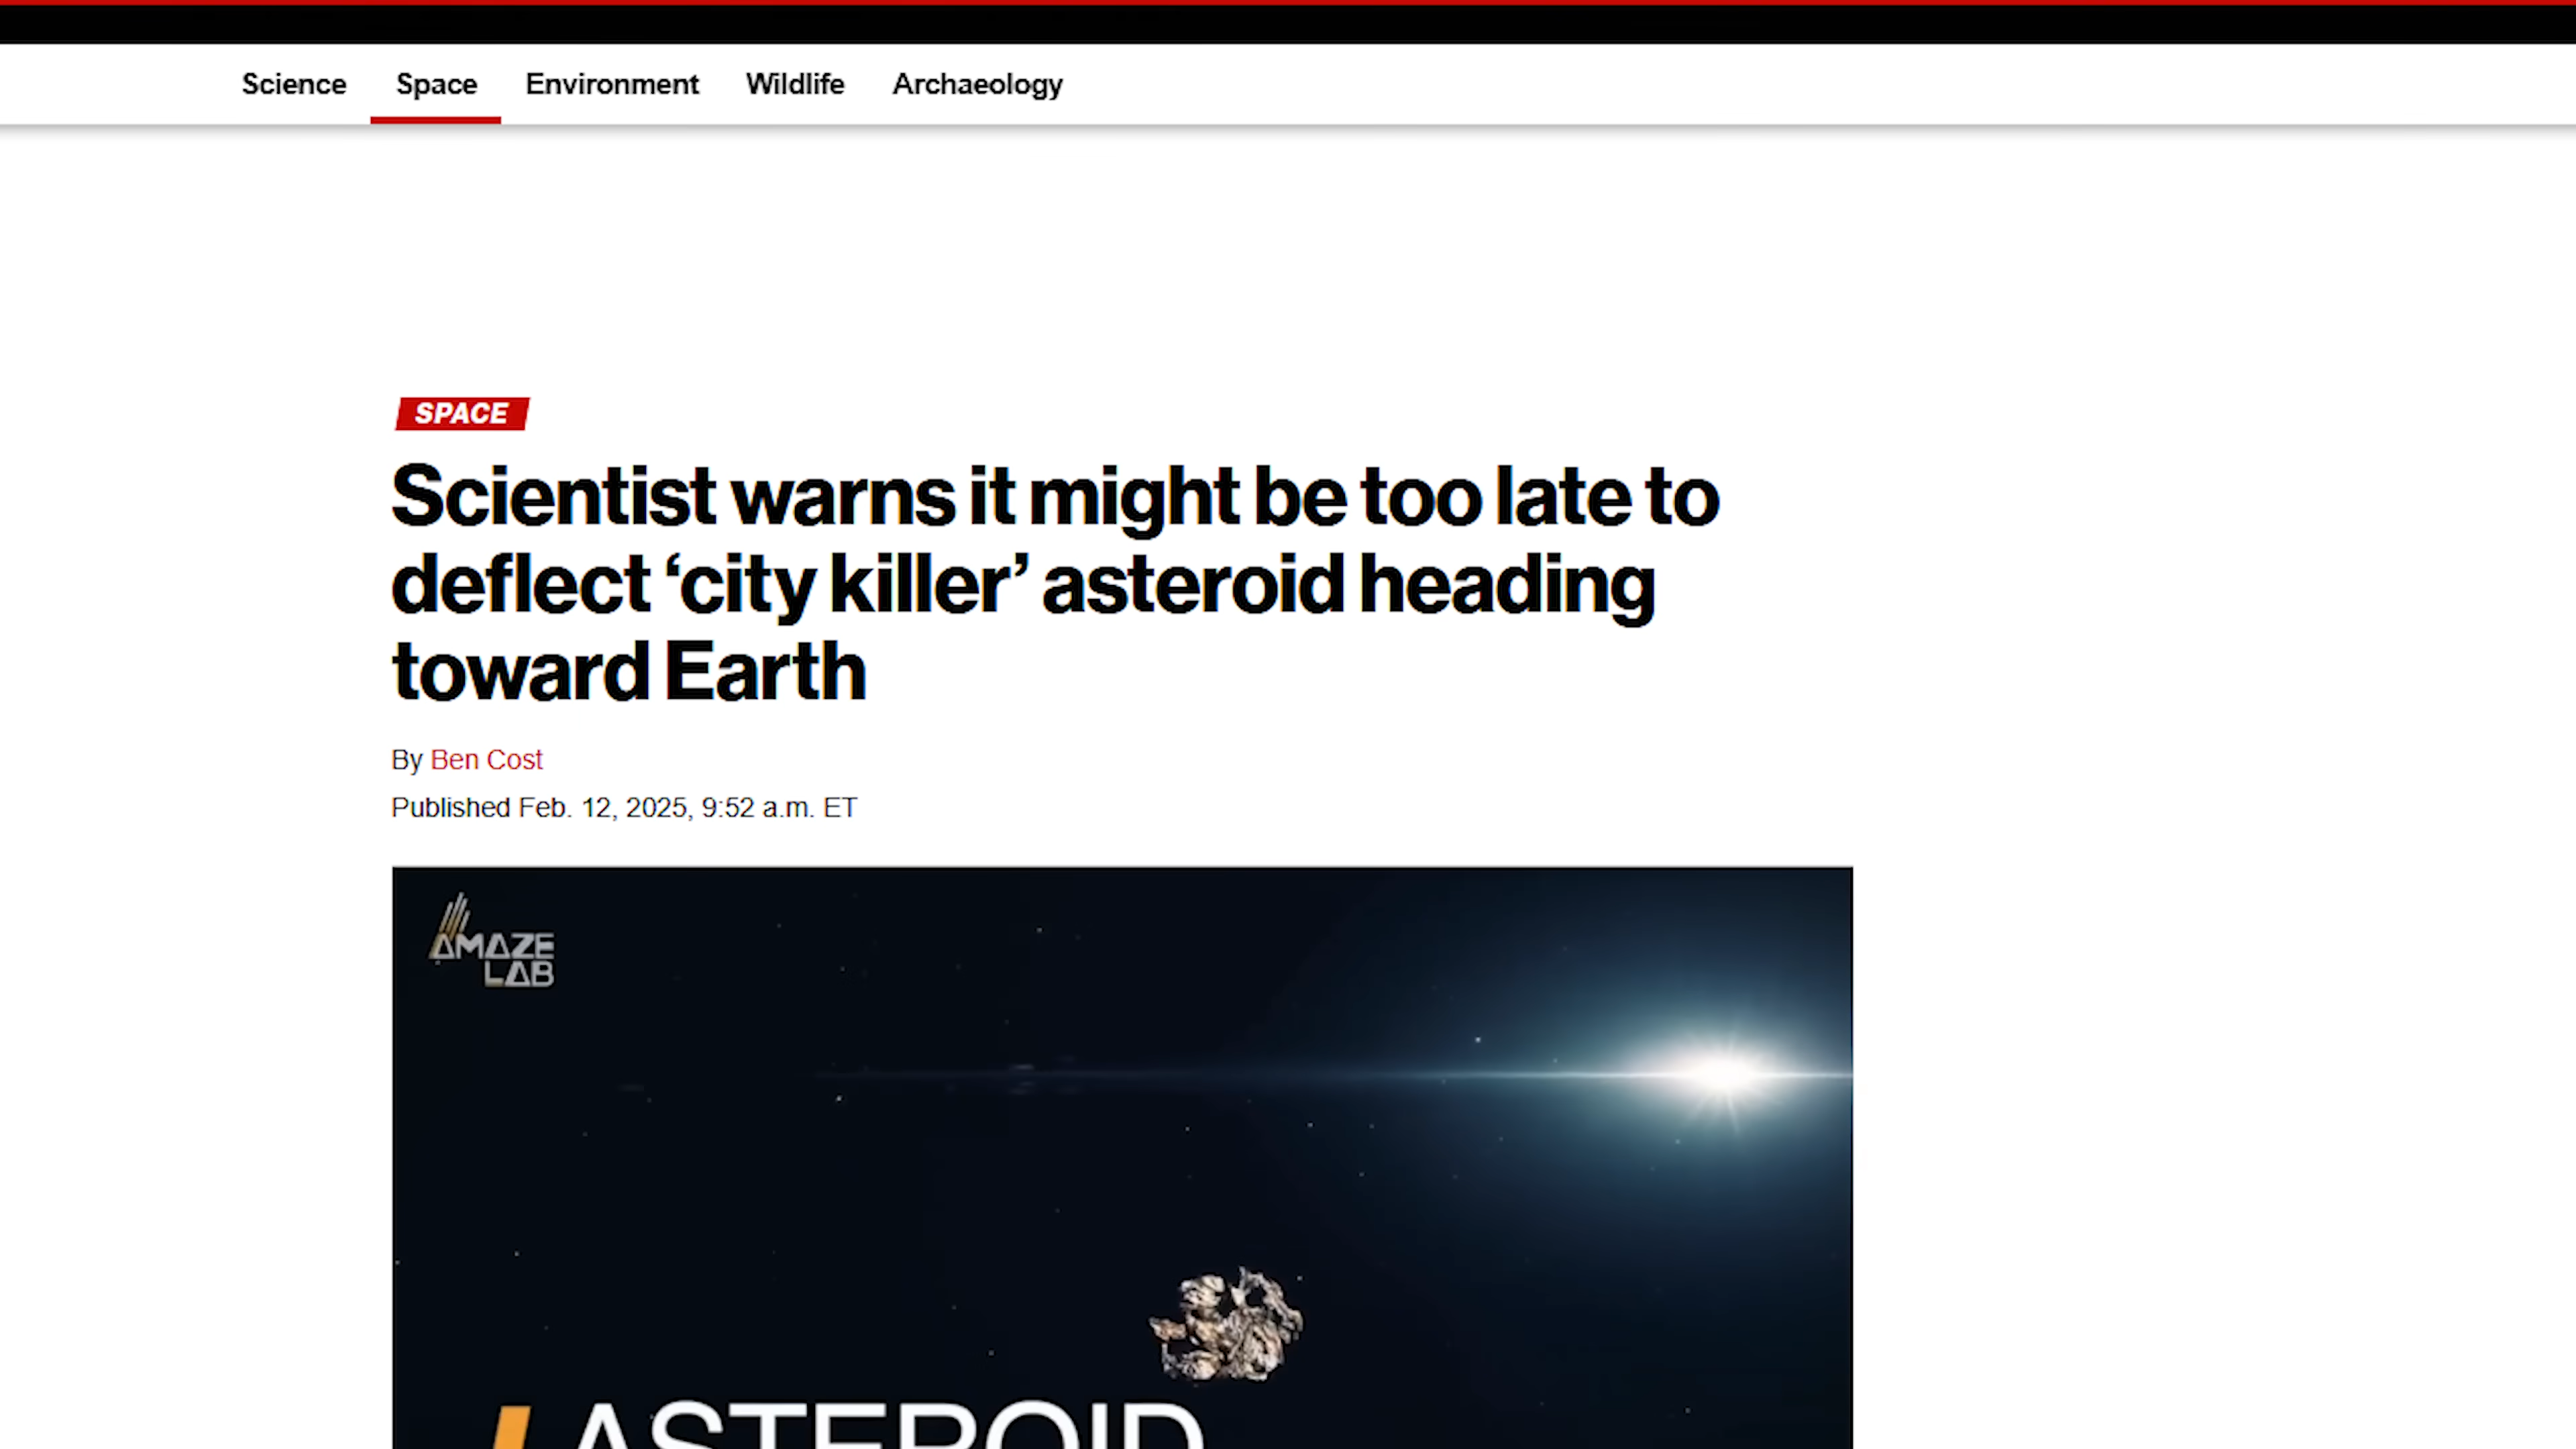 Science Space Environment Wildlife Archaeology
SPACE
Scientist warns it might be too late to
deflect ‘city killer’ asteroid heading
toward Earth
By Ben Cost
Published Feb. 12, 2025, 9:52 a.m. ET
AMAZE
LAB
ASTEROID